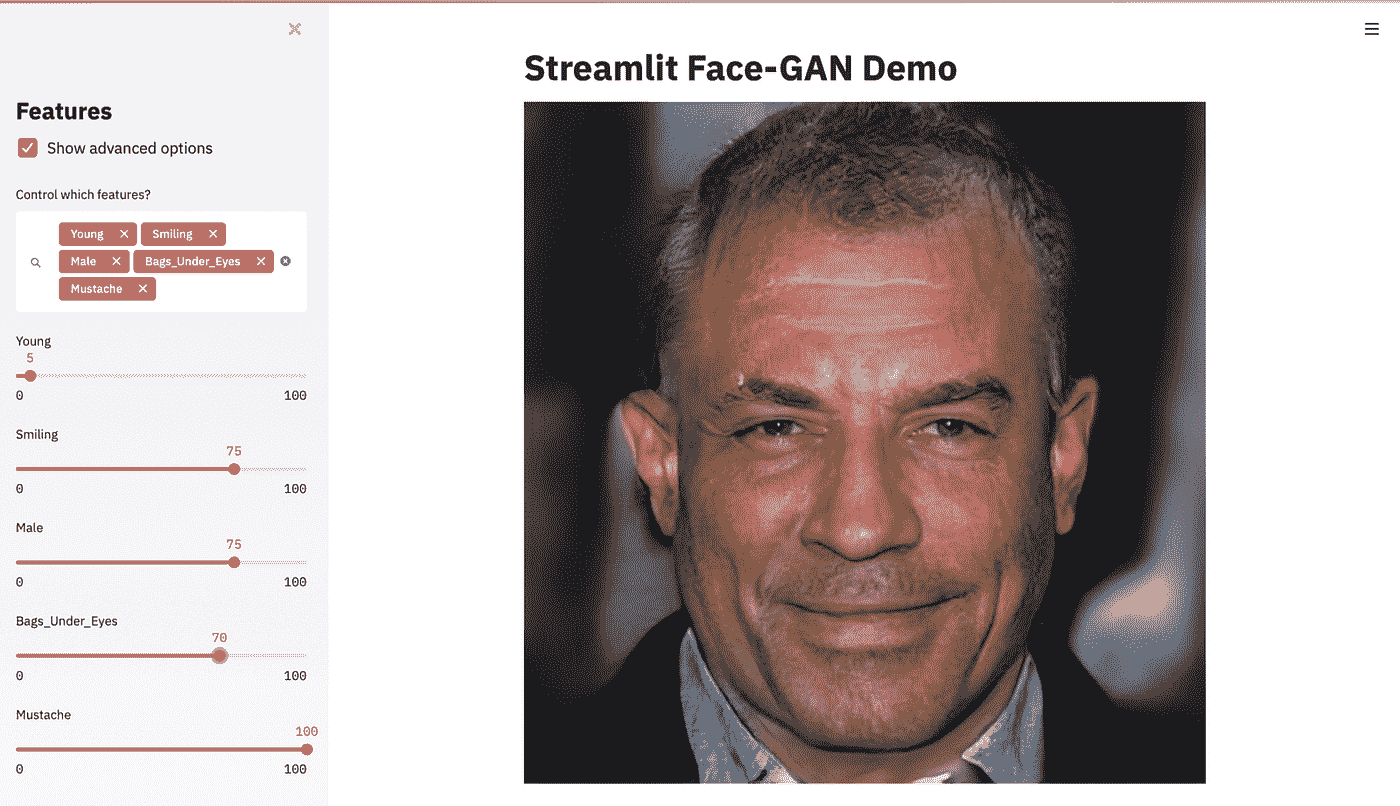 Features
Show advanced options
Control which features?
Young Smiling
Male Bags_Under_Eyes
Mustache
Young
5
0 100
Smiling
75
0 100
Male
75
0 100
Bags_Under_Eyes
70
0 100
Mustache
100
0 100
Streamlit Face-GAN Demo